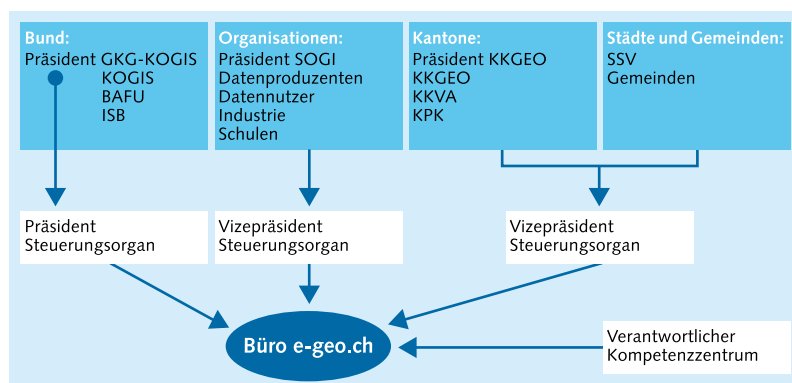 Bund:
Präsident GKG-KOGIS
KOGIS
BAFU
ISB
Organisationen:
Präsident SOGI
Datenproduzenten
Datennutzer
Industrie
Schulen
Kantone:
Präsident KKGEO
KKGEO
KKVA
KPK
Städte und Gemeinden:
SSV
Gemeinden
Präsident
Steuerungsorgan
Vizepräsident
Steuerungsorgan
Vizepräsident
Steuerungsorgan
Büro e-geo.ch
Verantwortlicher
Kompetenzzentrum